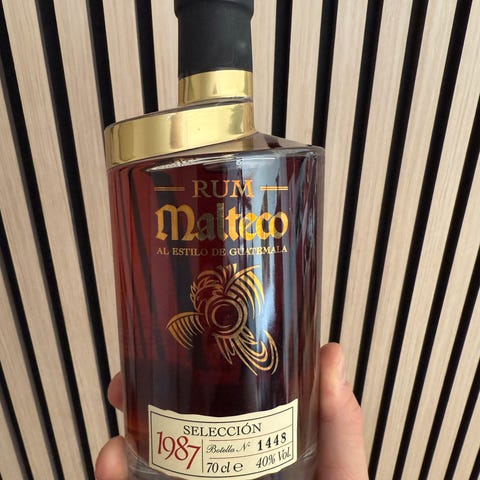 RUM
Malteco
AL ESTILO DE GUATEMALA
SELECCIÓN
1987 Botella Nº 1448
70 cl e 40% Vol.